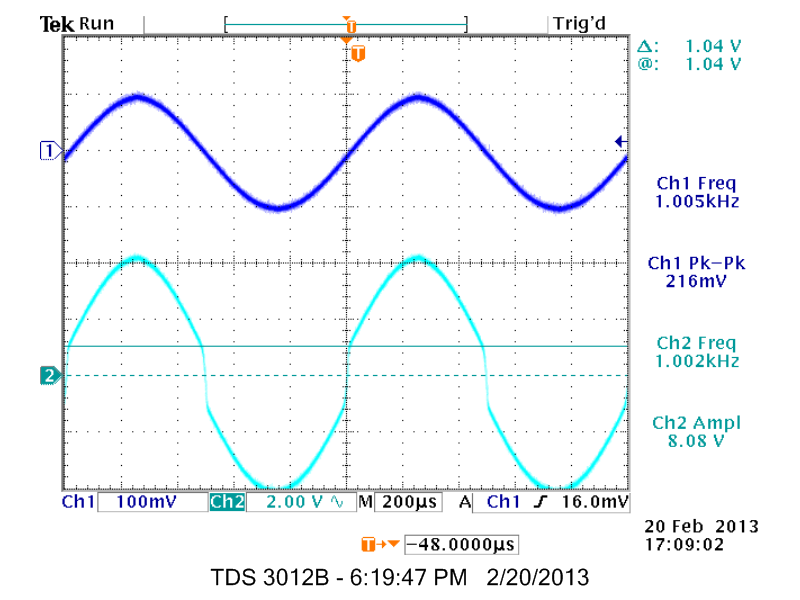 Tek Run Trig'd
T
T
Δ: 1.04 V
@: 1.04 V
1
Ch1 Freq
1.005kHz
Ch1 Pk-Pk
216mV
Ch2 Freq
1.002kHz
2
Ch2 Ampl
8.08 V
Ch1 100mV Ch2 2.00 V ∿ M 200µs A Ch1 ʃ 16.0mV
20 Feb 2013
T→▼ -48.0000µs 17:09:02
TDS 3012B - 6:19:47 PM 2/20/2013